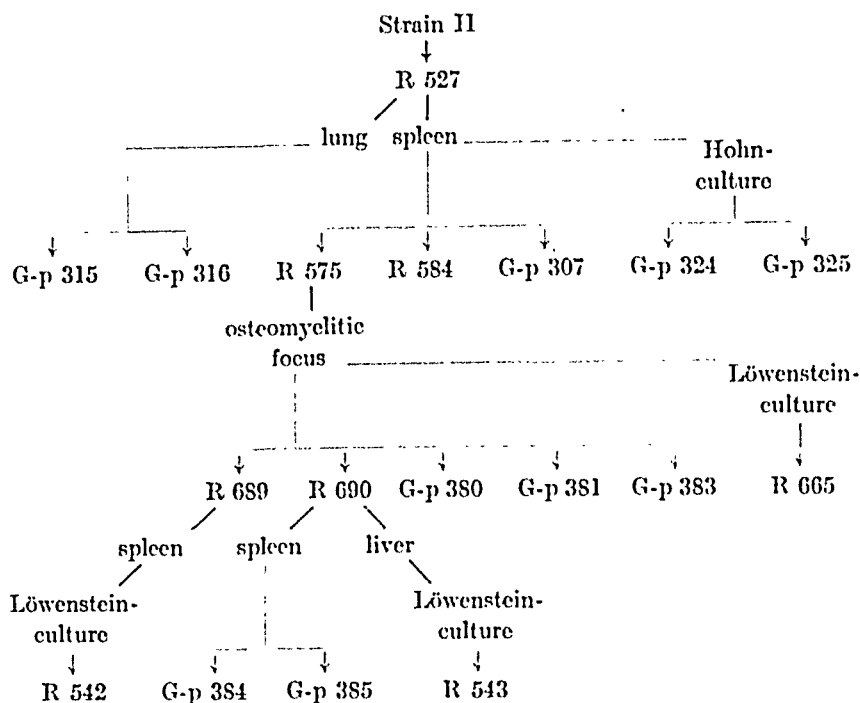 Strain II
R 527
lung spleen
Hohn-
culture
G-p 315 G-p 316 R 575 R 584 G-p 307 G-p 324 G-p 325
osteomyelitic
focus
Löwenstein-
culture
R 689 R 690 G-p 380 G-p 381 G-p 383 R 665
spleen spleen liver
Löwenstein-
culture
Löwenstein-
culture
R 542 G-p 384 G-p 385 R 543